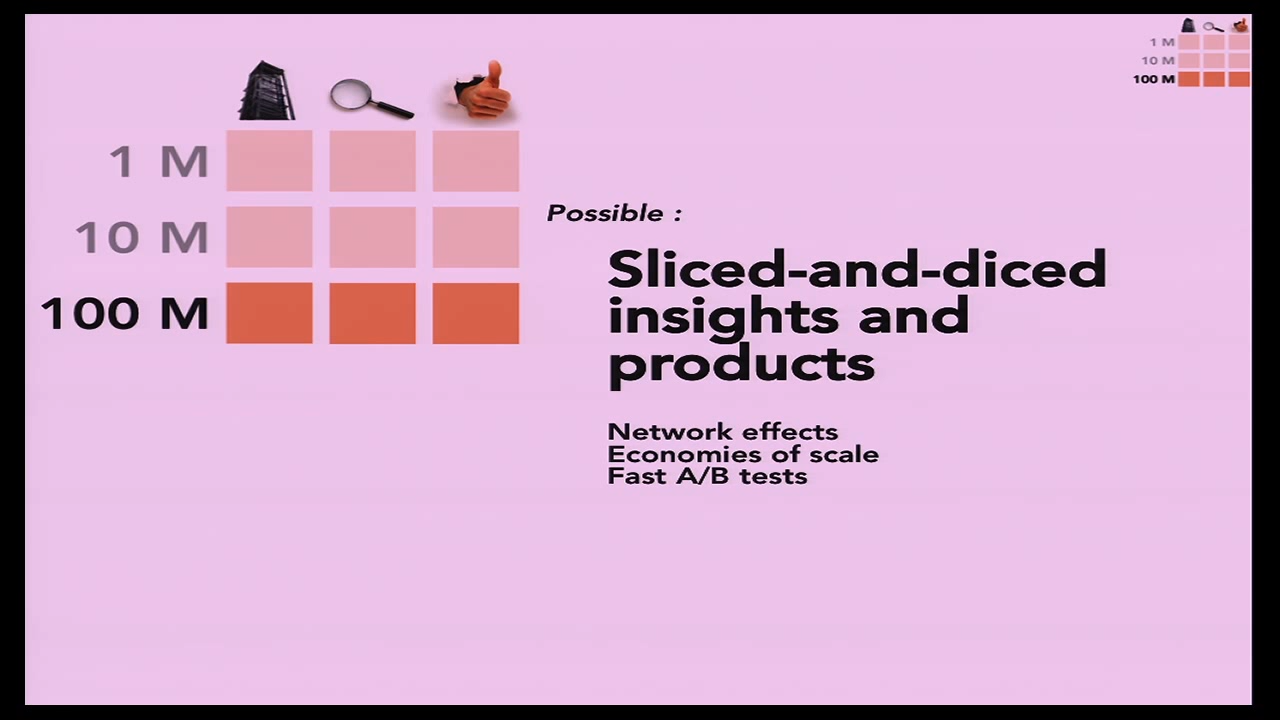 1 M
10 M
100 M
1 M
10 M
100 M
Possible :
Sliced-and-diced
insights and
products
Network effects
Economies of scale
Fast A/B tests